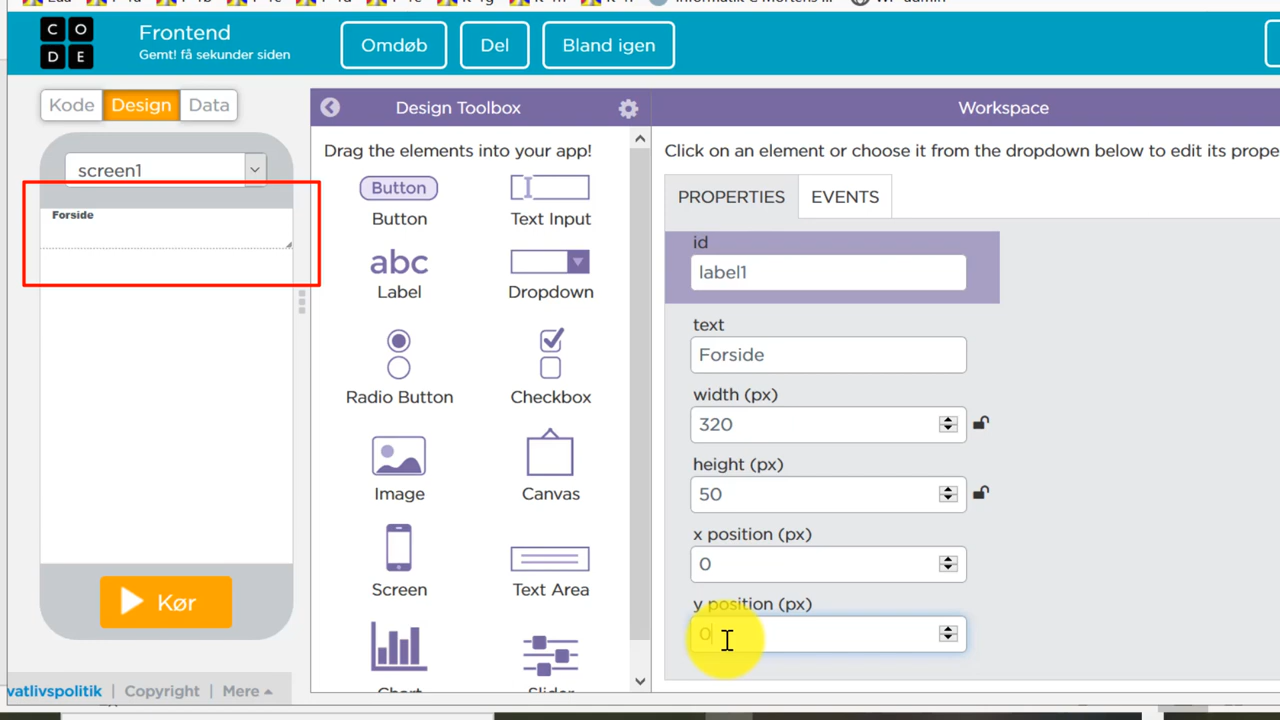 C O D E
Frontend
Gemt! få sekunder siden
Omdøb
Del
Bland igen
Kode
Design
Data
Design Toolbox
Workspace
screen1
Forside
Drag the elements into your app!
Button
Button
Text Input
abc
Label
Dropdown
Radio Button
Checkbox
Image
Canvas
Screen
Text Area
Click on an element or choose it from the dropdown below to edit its prope
PROPERTIES
EVENTS
id
label1
text
Forside
width (px)
320
height (px)
50
x position (px)
0
y position (px)
0
Kør
vatlivspolitik | Copyright | Mere